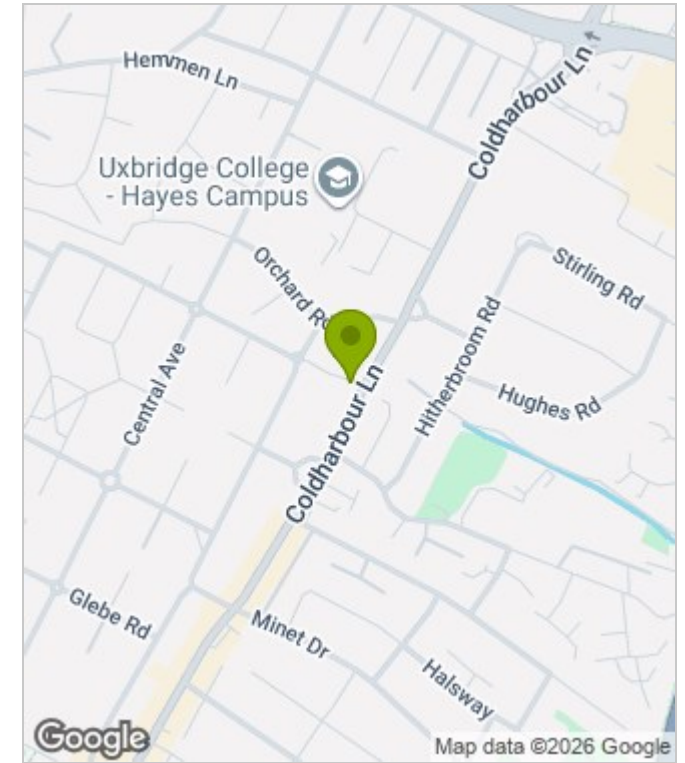 Hemmen Ln
Coldharbour Ln
Uxbridge College
- Hayes Campus
Orchard Rd
Stirling Rd
Hitherbroom Rd
Central Ave
Hughes Rd
Coldharbour Ln
Glebe Rd
Minet Dr
Halsway
Google
Map data ©2026 Google